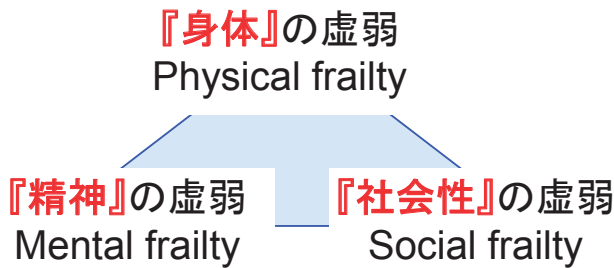 『身体』の虚弱
Physical frailty
『精神』の虚弱
Mental frailty
『社会性』の虚弱
Social frailty